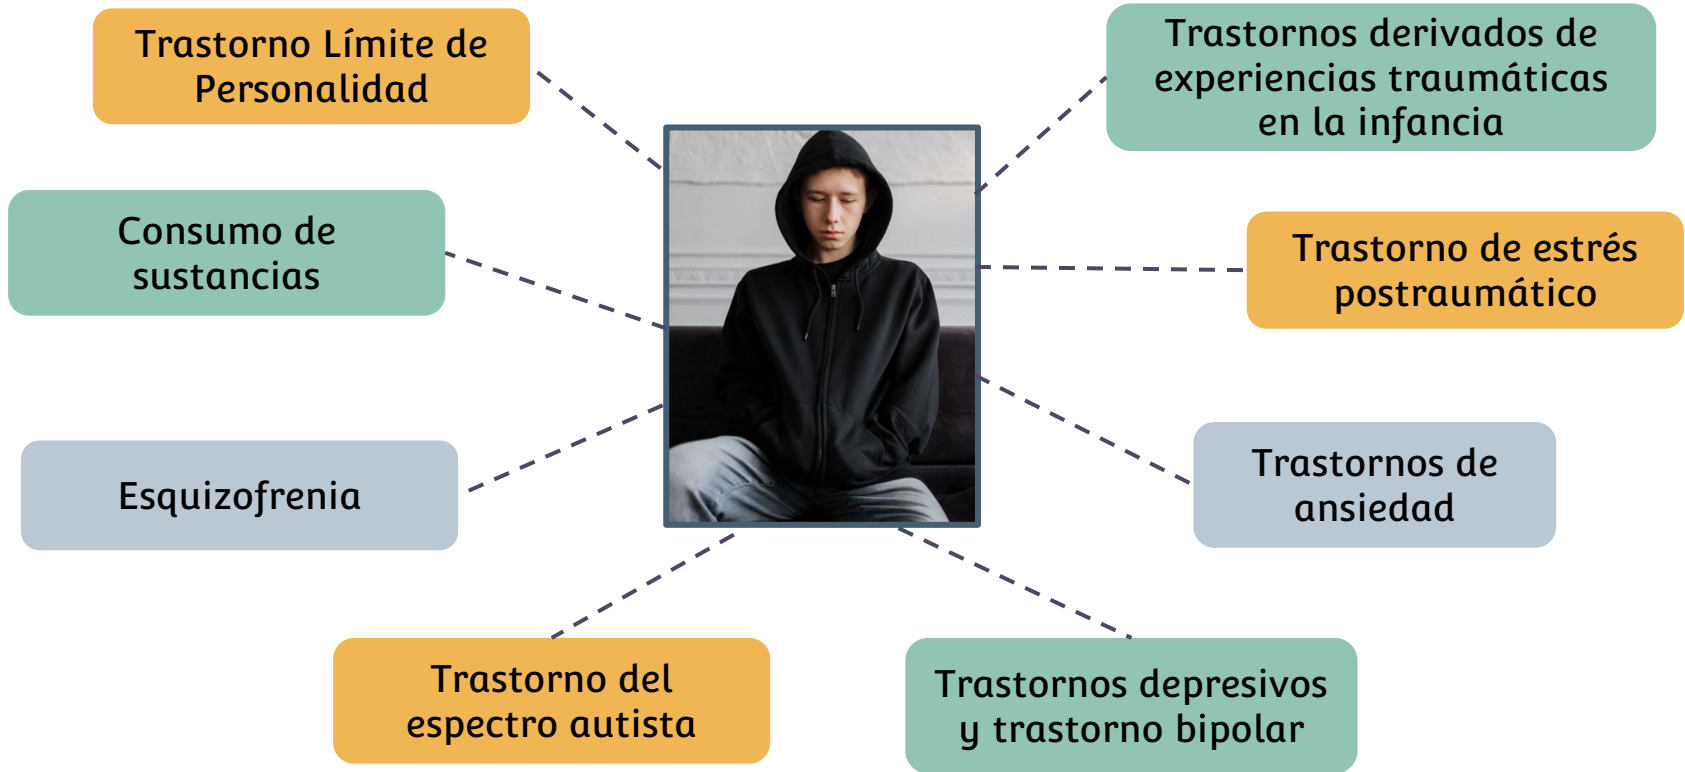 Trastorno Límite de
Personalidad
Trastornos derivados de
experiencias traumáticas
en la infancia
Consumo de
sustancias
Trastorno de estrés
postraumático
Esquizofrenia
Trastornos de
ansiedad
Trastorno del
espectro autista
Trastornos depresivos
y trastorno bipolar